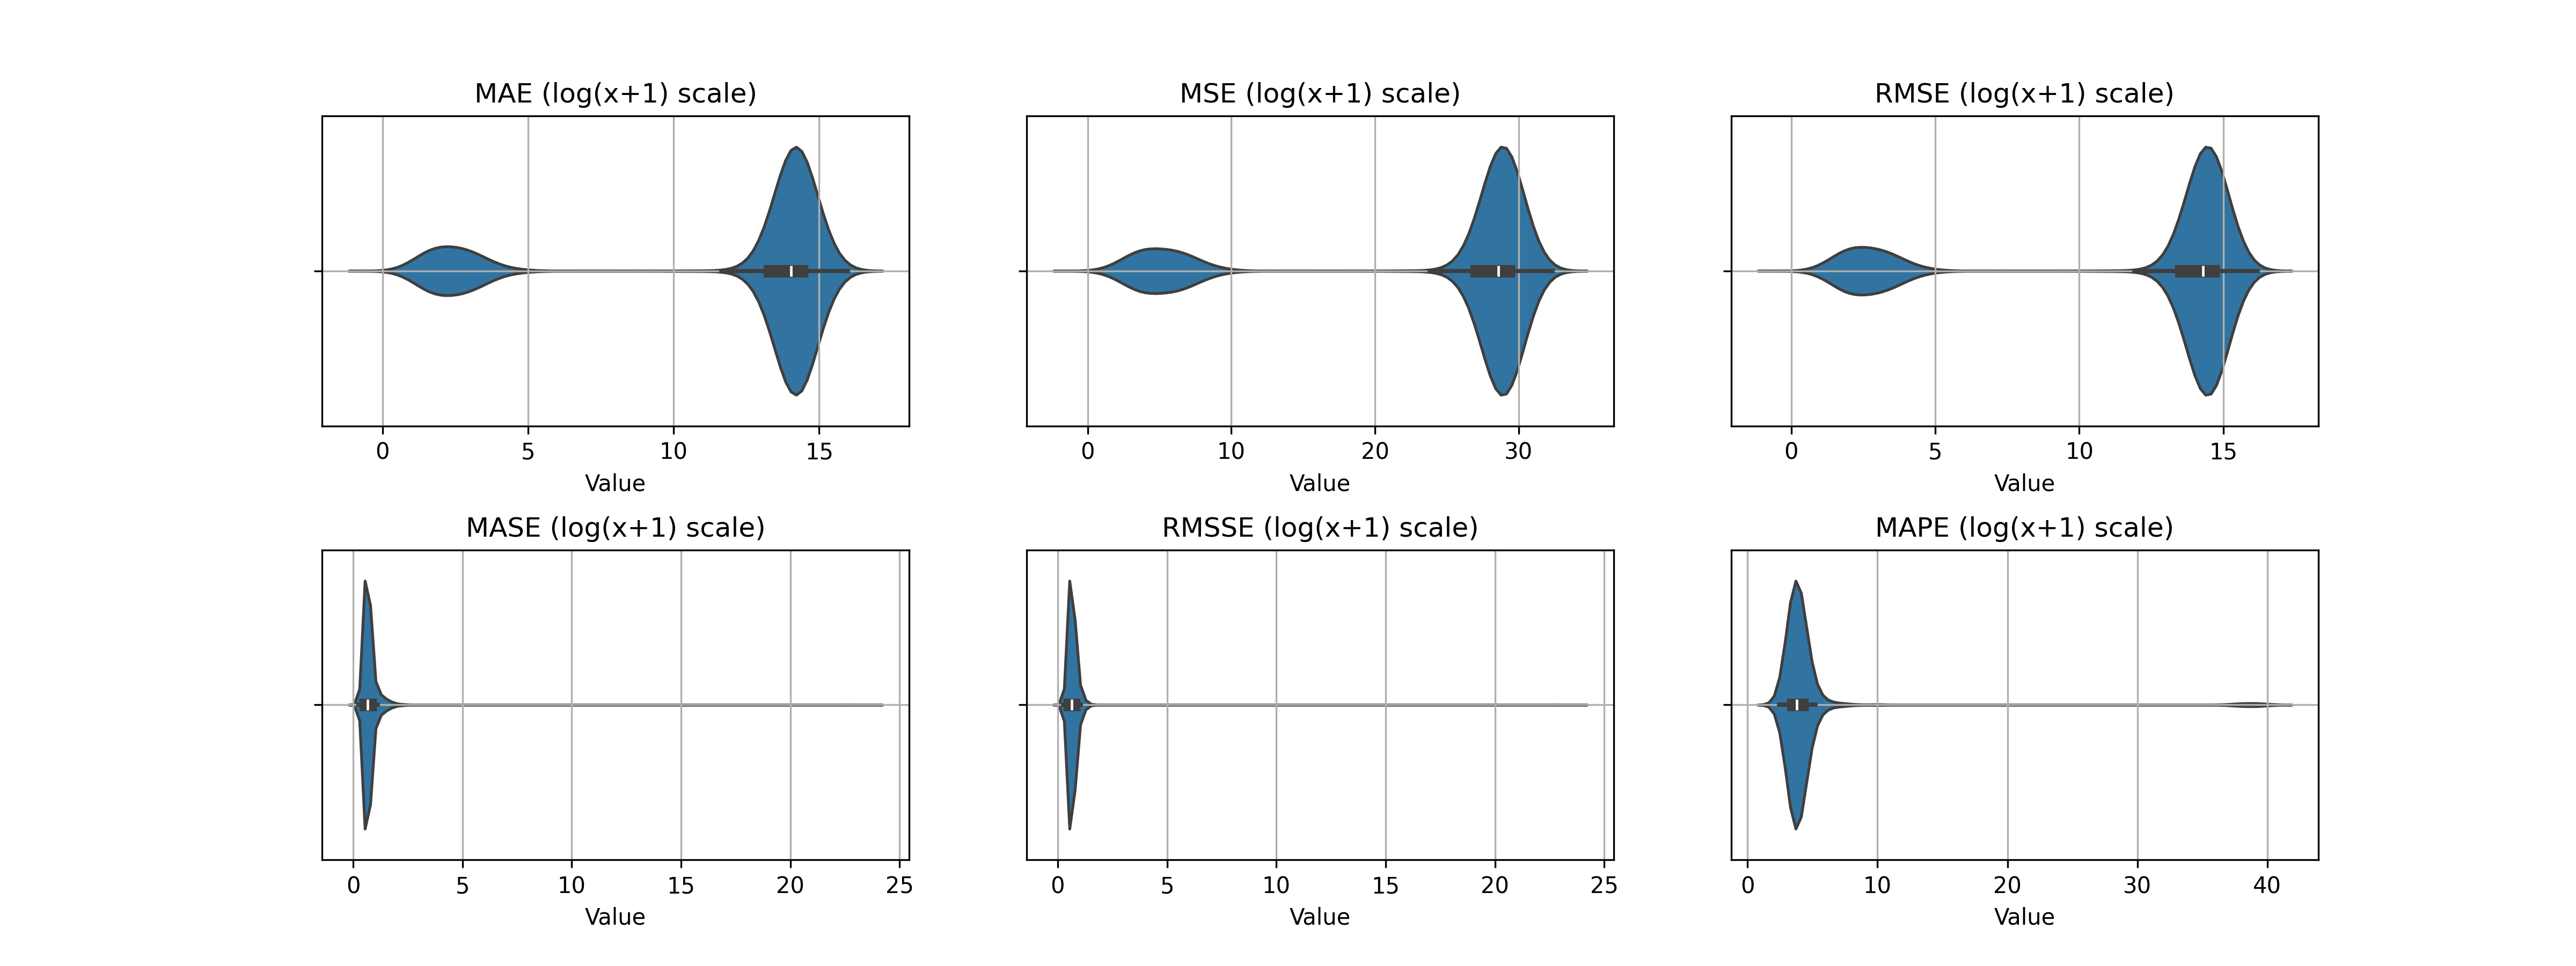 MAE (log(x+1) scale)
MSE (log(x+1) scale)
RMSE (log(x+1) scale)
0 5 10 15
0 10 20 30
0 5 10 15
Value
Value
Value
MASE (log(x+1) scale)
RMSSE (log(x+1) scale)
MAPE (log(x+1) scale)
0 5 10 15 20 25
0 5 10 15 20 25
0 10 20 30 40
Value
Value
Value